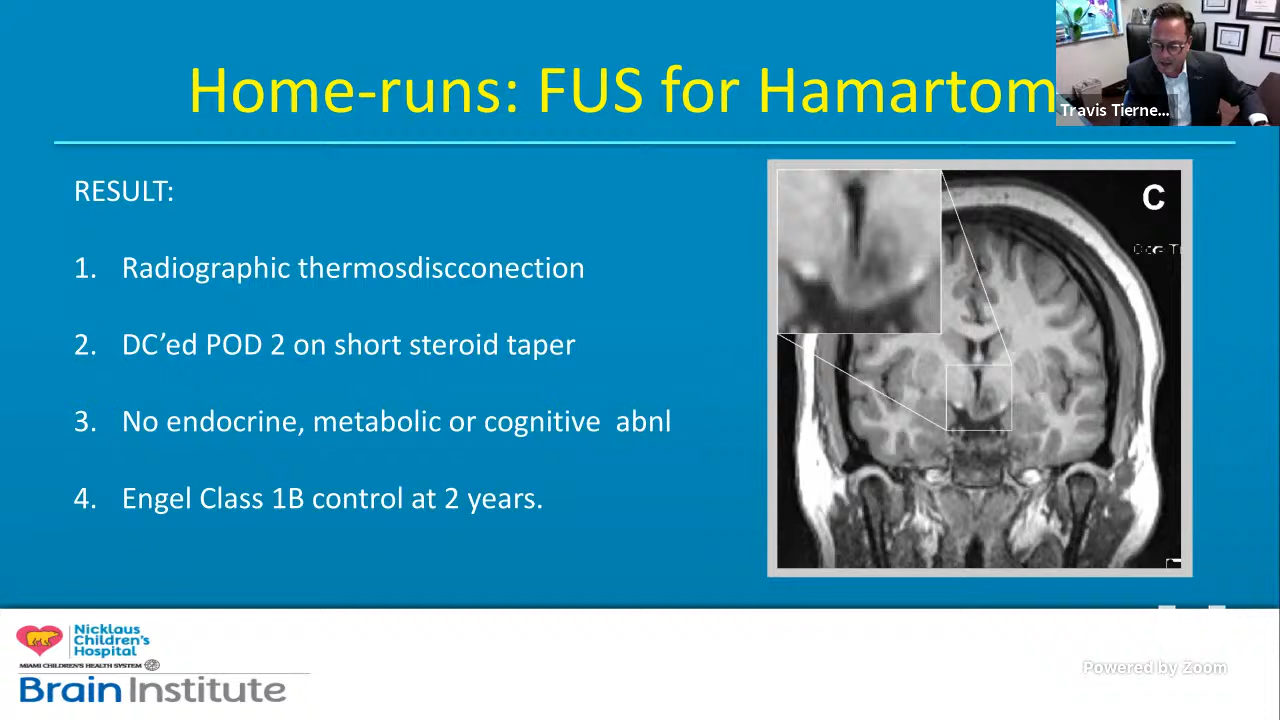 Home-runs: FUS for Hamartom
Travis Tierne...
RESULT:
1. Radiographic thermosdiscconection
2. DC’ed POD 2 on short steroid taper
3. No endocrine, metabolic or cognitive abnl
4. Engel Class 1B control at 2 years.
C
Nicklaus
Children's
Hospital
MIAMI CHILDREN'S HEALTH SYSTEM
Brain Institute
Powered by Zoom